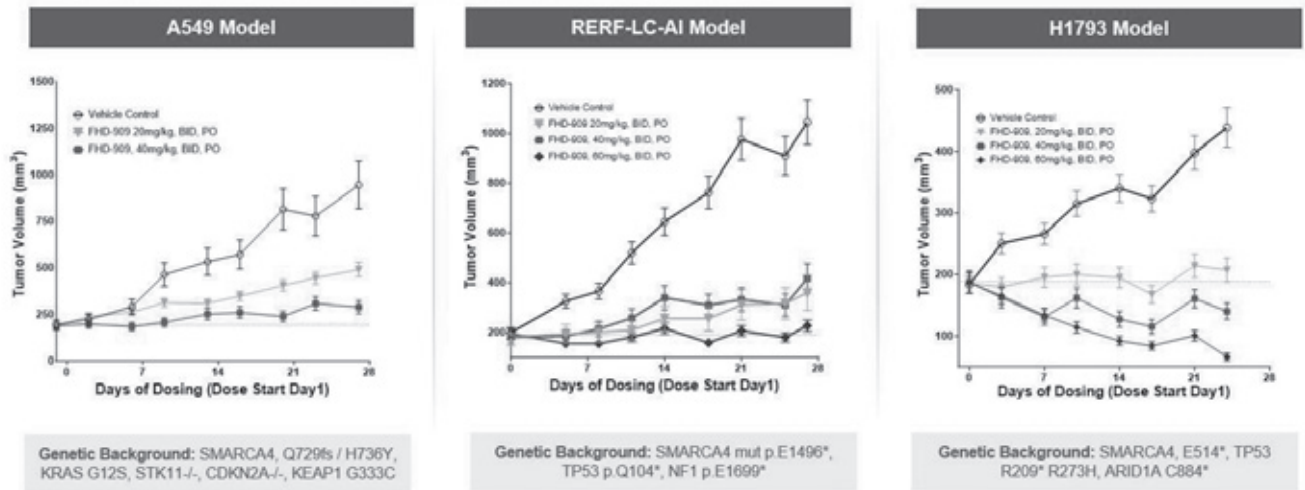 A549 Model
1500
1250
1000
750
500
250
0
Tumor Volume (mm³)
Vehicle Control
FHD-909 20mg/kg, BID, PO
FHD-909, 40mg/kg, BID, PO
0 7 14 21 28
Days of Dosing (Dose Start Day1)
Genetic Background: SMARCA4, Q729fs / H736Y,
KRAS G12S, STK11-/-, CDKN2A-/-, KEAP1 G333C
RERF-LC-AI Model
1200
1000
800
600
400
200
Tumor Volume (mm³)
Vehicle Control
FHD-909 20mg/kg, BID, PO
FHD-909, 40mg/kg, BID, PO
FHD-909, 60mg/kg, BID, PO
0 7 14 21 28
Days of Dosing (Dose Start Day1)
Genetic Background: SMARCA4 mut p.E1496*,
TP53 p.Q104*, NF1 p.E1699*
H1793 Model
500
400
300
200
100
Tumor Volume (mm³)
Vehicle Control
FHD-909, 20mg/kg, BID, PO
FHD-909, 40mg/kg, BID, PO
FHD-909, 60mg/kg, BID, PO
0 7 14 21 28
Days of Dosing (Dose Start Day1)
Genetic Background: SMARCA4, E514*, TP53
R209* R273H, ARID1A C884*